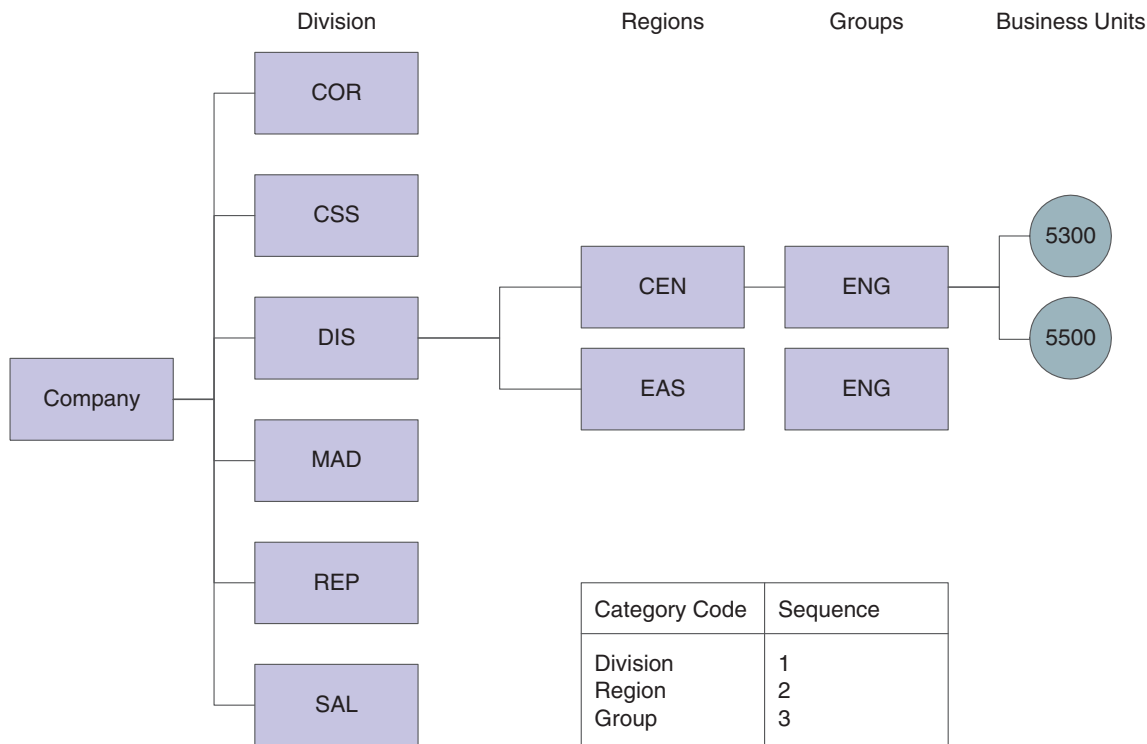 Division Regions Groups Business Units
COR
CSS
5300
CEN ENG
DIS
5500
EAS ENG
Company
MAD
REP
Category Code Sequence
Division 1
Region 2
Group 3
SAL